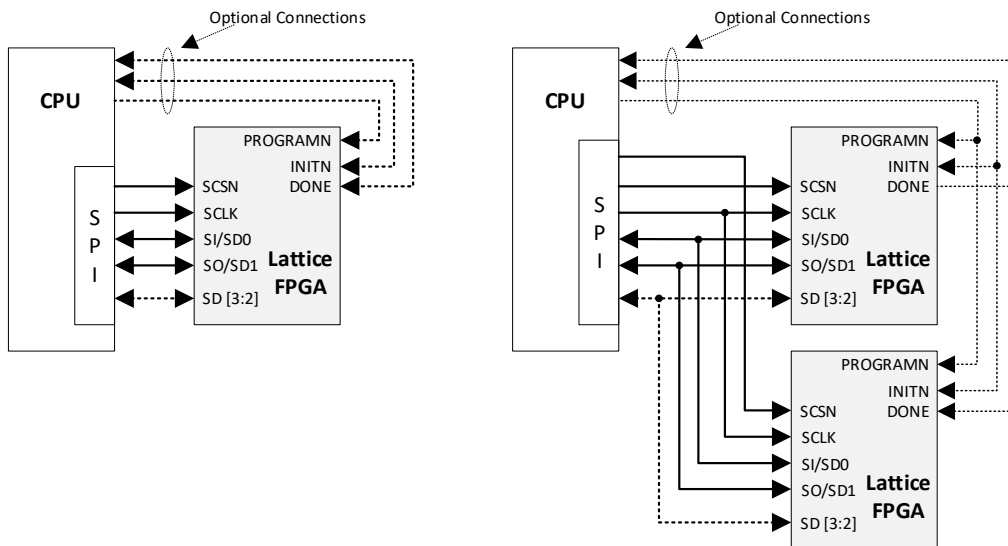 Optional Connections
CPU
PROGRAMN
INITN
DONE
S
P
I
SCSN
SCLK
SI/SD0
SO/SD1
SD [3:2]
Lattice
FPGA
Optional Connections
CPU
S
P
I
PROGRAMN
INITN
DONE
SCSN
SCLK
SI/SD0
SO/SD1
SD [3:2]
Lattice
FPGA
PROGRAMN
INITN
DONE
SCSN
SCLK
SI/SD0
SO/SD1
SD [3:2]
Lattice
FPGA